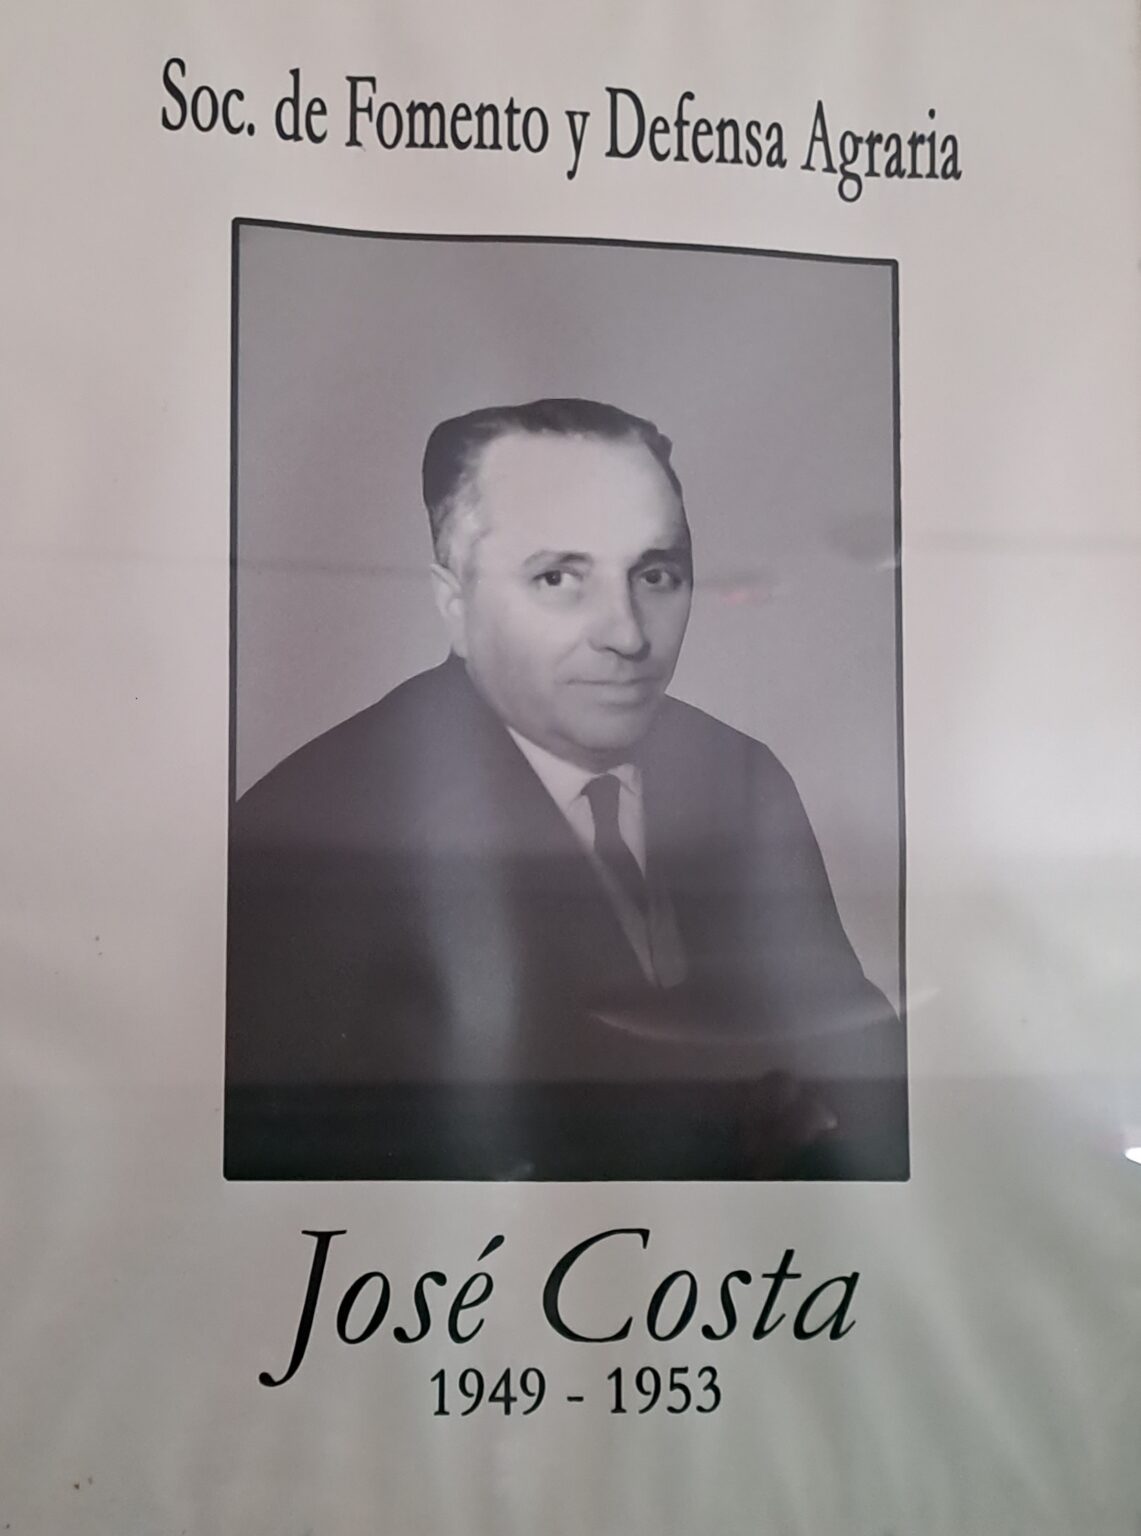 Soc. de Fomento y Defensa Agraria
José Costa
1949 - 1953